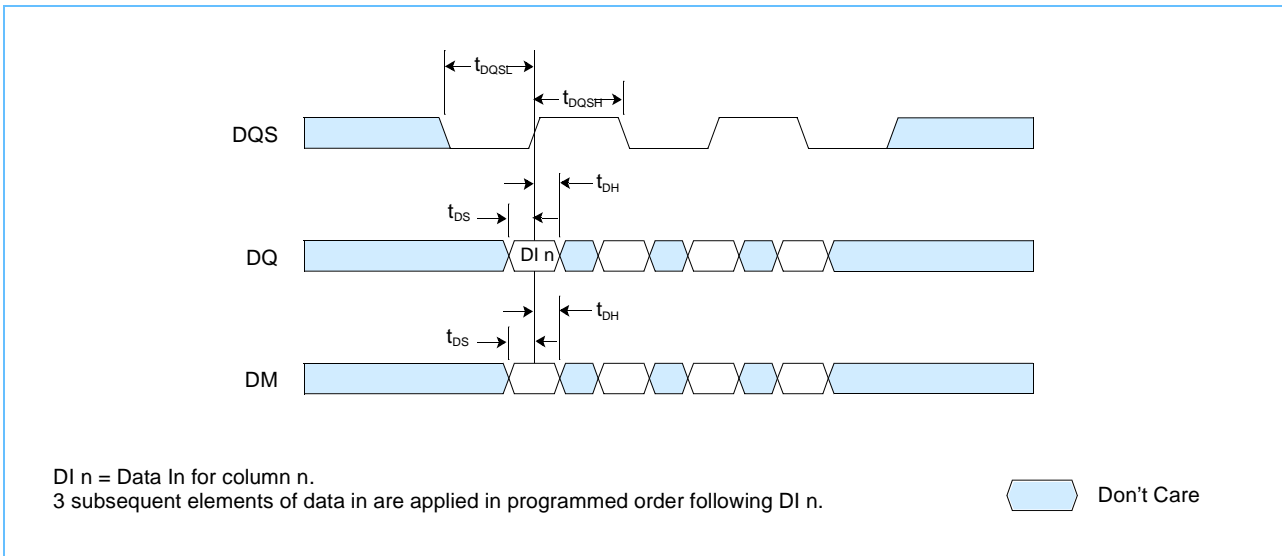 tDQSL
tDQSH
DQS
tDH
tDS
DQ
DI n
tDH
tDS
DM
DI n = Data In for column n.
3 subsequent elements of data in are applied in programmed order following DI n.
Don't Care